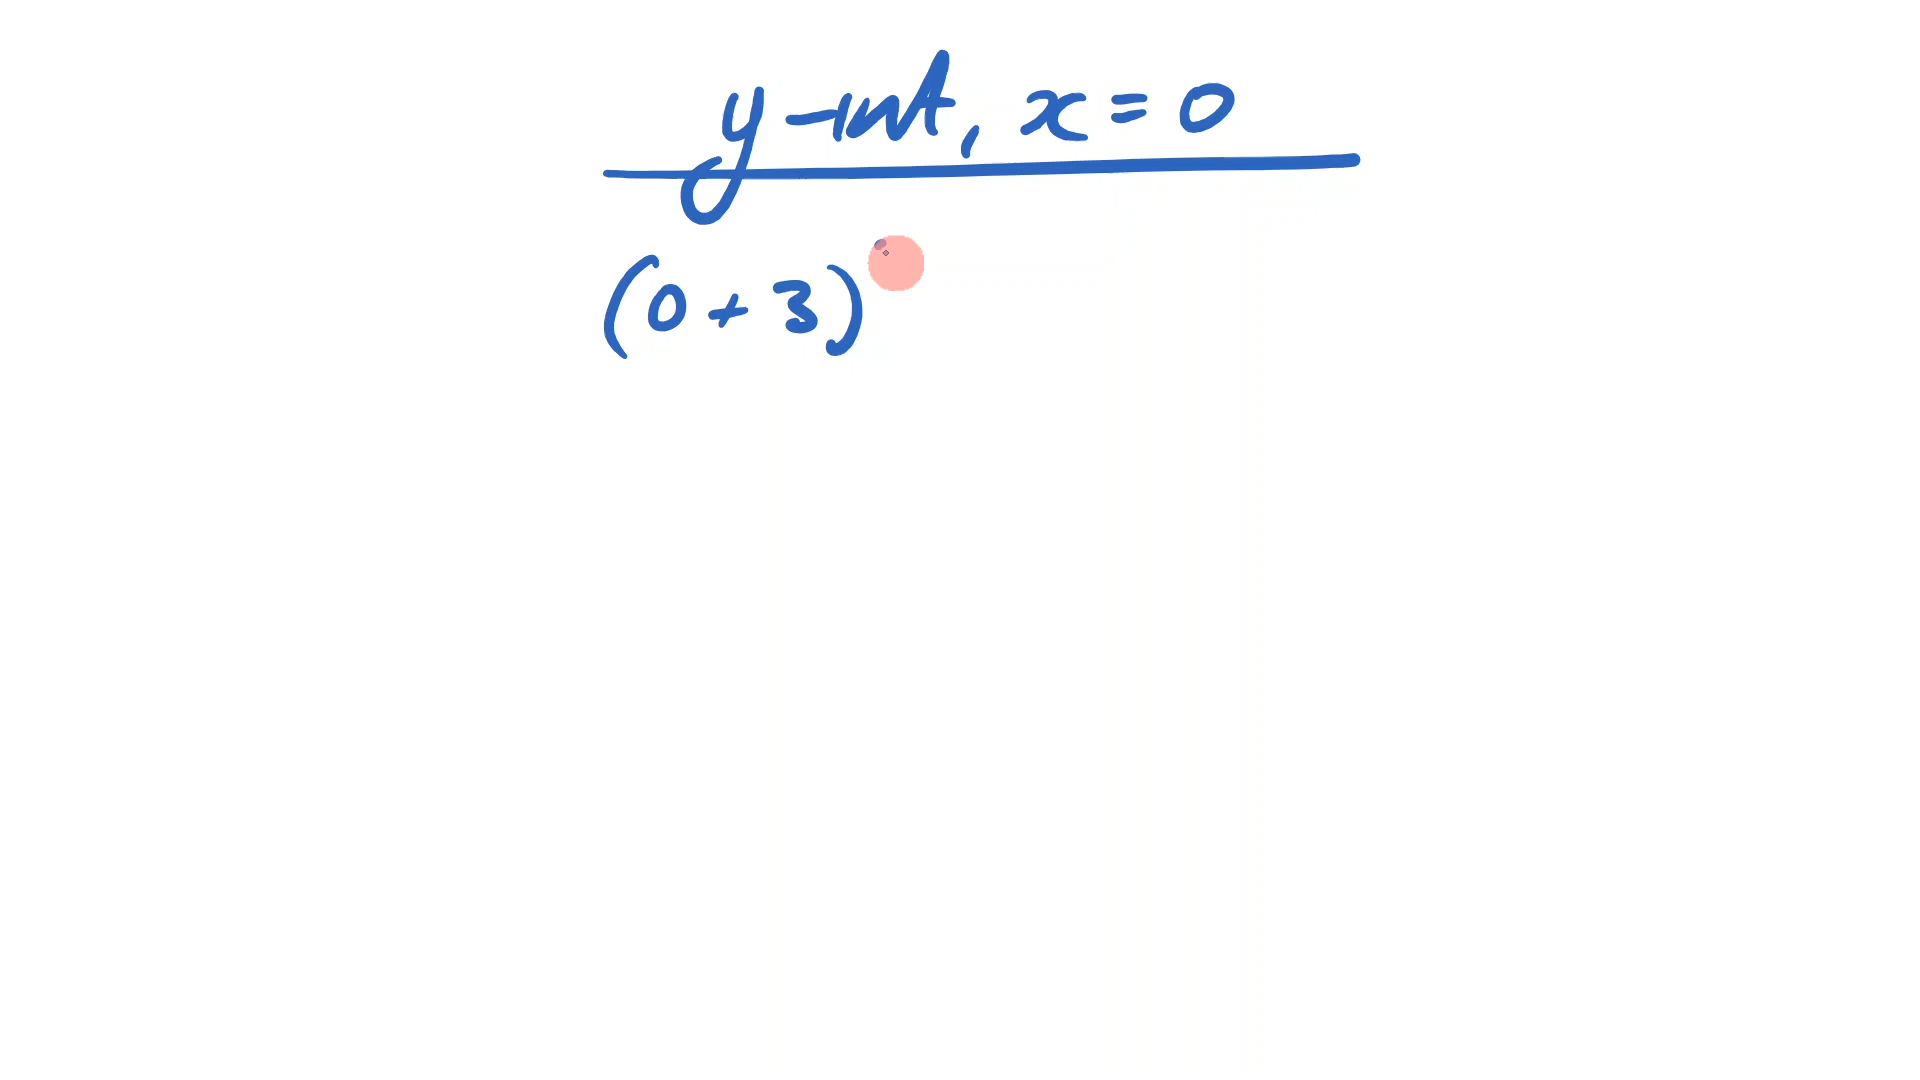 y-int, x = 0
(0 + 3)